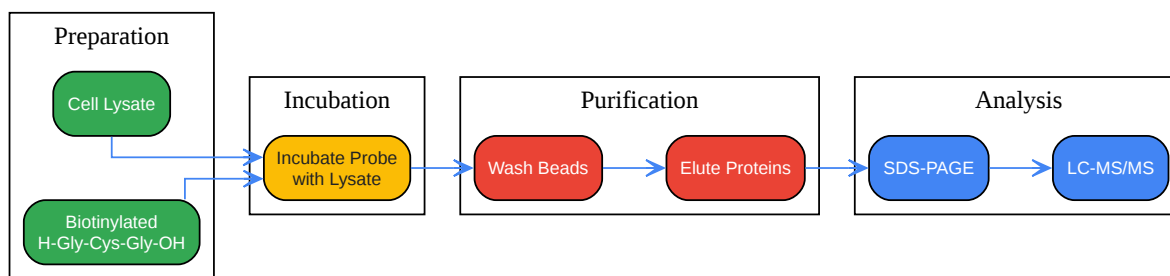 Preparation
Cell Lysate
Biotinylated
H-Gly-Cys-Gly-OH
Incubation
Incubate Probe
with Lysate
Purification
Wash Beads
Elute Proteins
Analysis
SDS-PAGE
LC-MS/MS